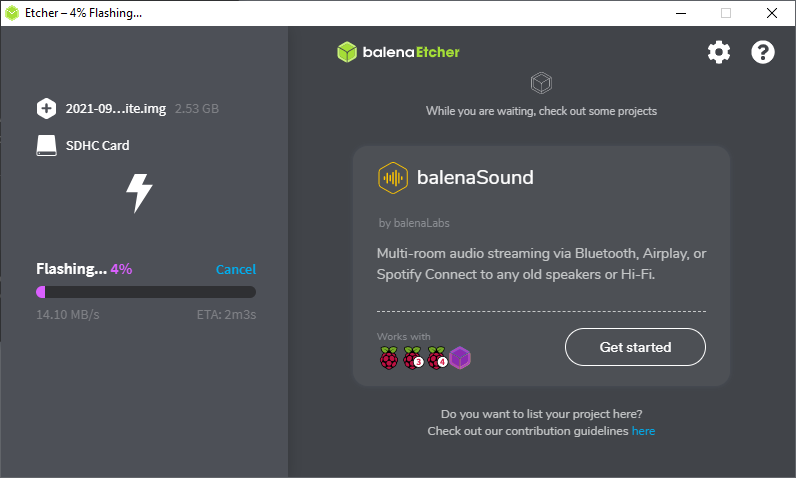 Etcher – 4% Flashing...
balenaEtcher
2021-09...ite.img 2.53 GB
SDHC Card
Flashing... 4% Cancel
14.10 MB/s ETA: 2m3s
While you are waiting, check out some projects
balenaSound
by balenaLabs
Multi-room audio streaming via Bluetooth, Airplay, or
Spotify Connect to any old speakers or Hi-Fi.
Works with
3 4
Get started
Do you want to list your project here?
Check out our contribution guidelines here